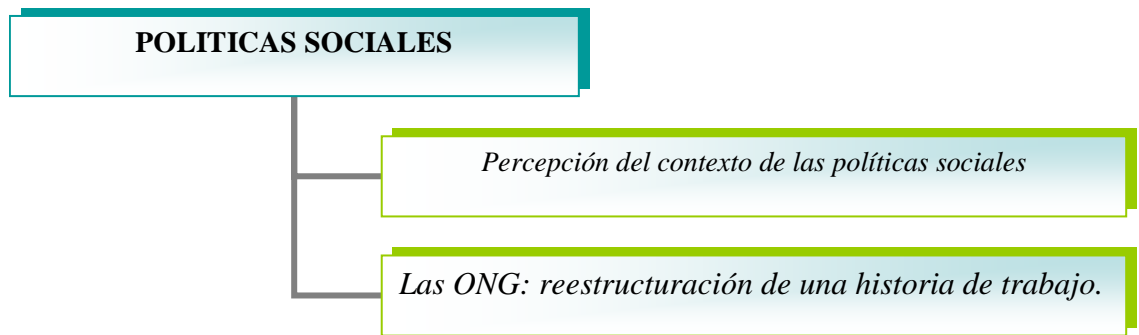 POLITICAS SOCIALES
Percepción del contexto de las políticas sociales
Las ONG: reestructuración de una historia de trabajo.